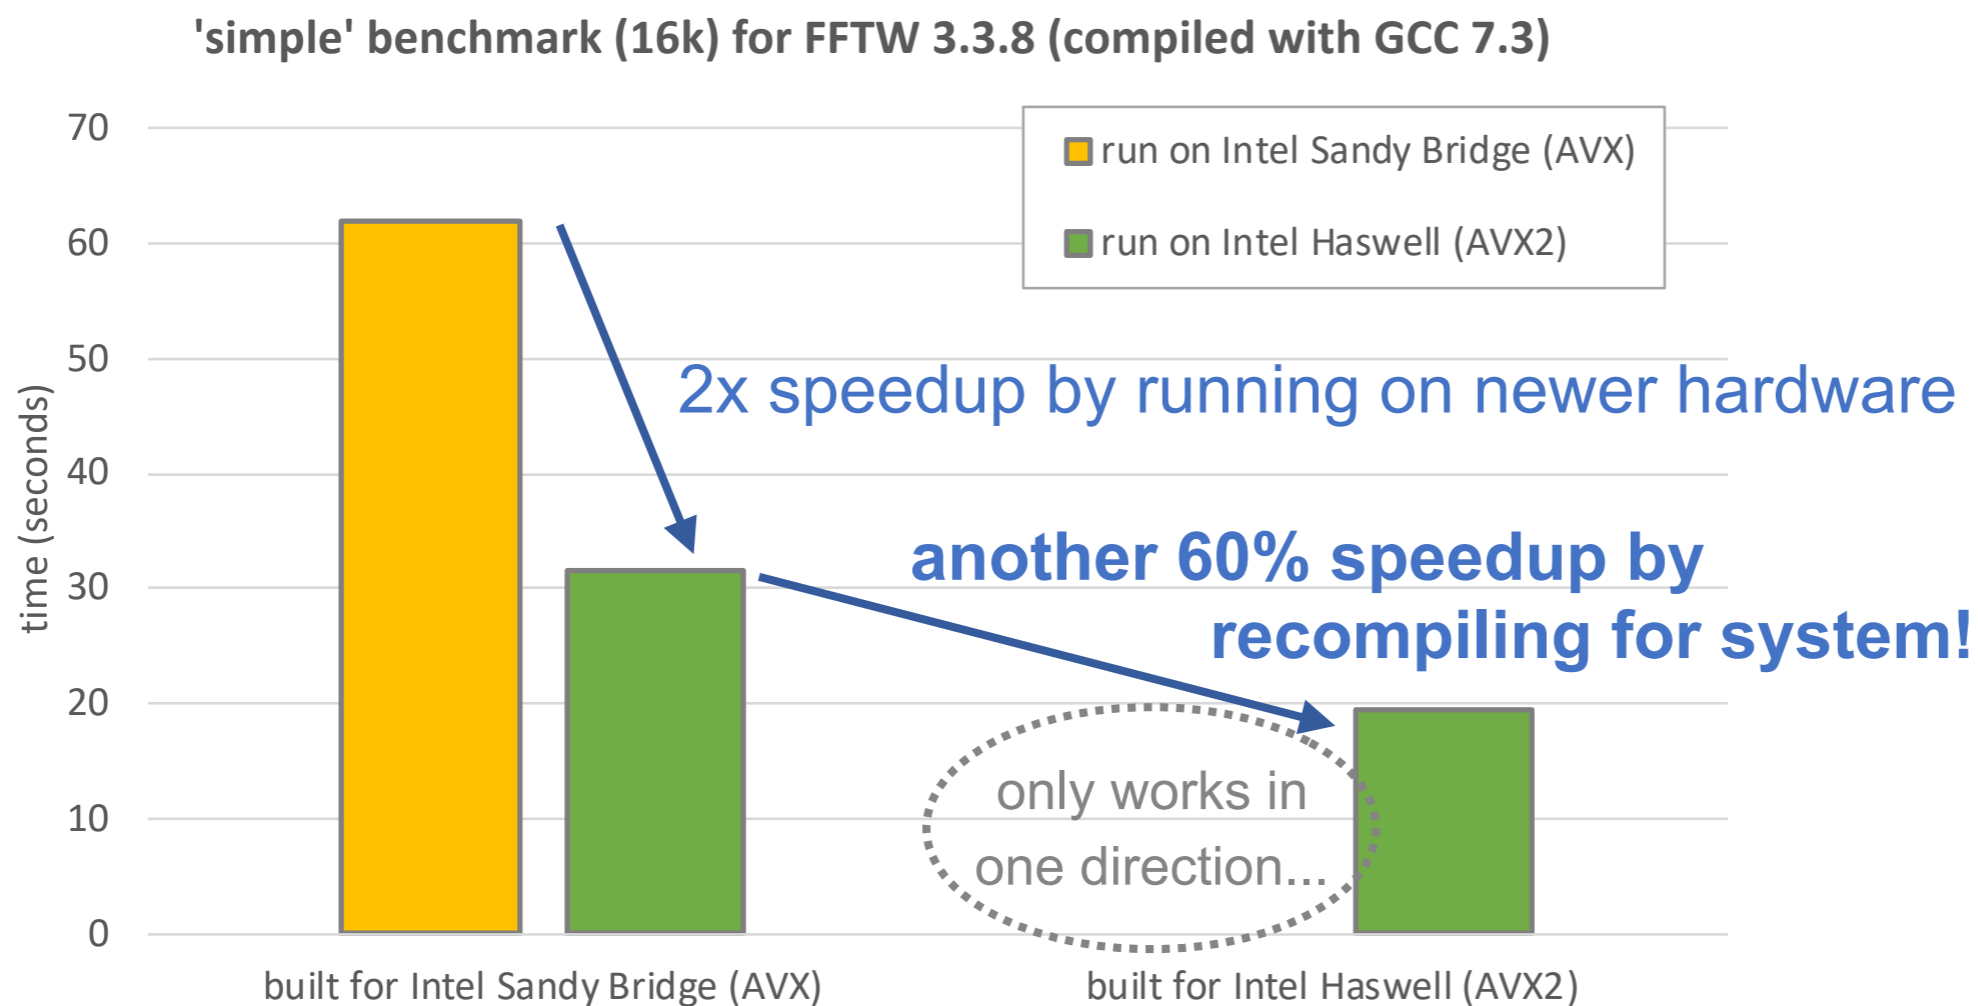 'simple' benchmark (16k) for FFTW 3.3.8 (compiled with GCC 7.3)
run on Intel Sandy Bridge (AVX)
run on Intel Haswell (AVX2)
time (seconds)
70
60
50
40
30
20
10
0
2x speedup by running on newer hardware
another 60% speedup by
recompiling for system!
only works in
one direction...
built for Intel Sandy Bridge (AVX)
built for Intel Haswell (AVX2)